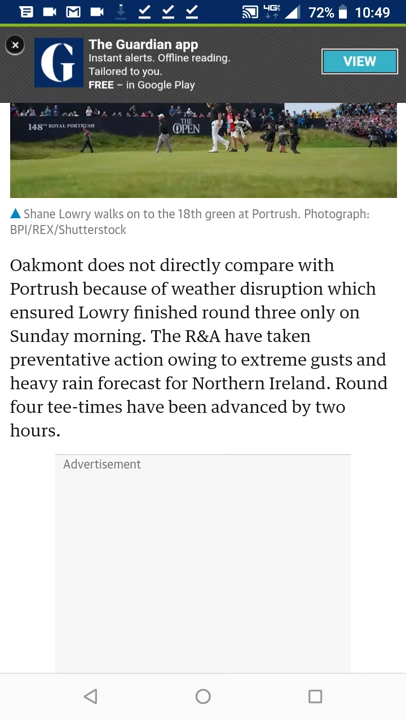 4G LTE 72% 10:49
The Guardian app
Instant alerts. Offline reading.
Tailored to you.
FREE – in Google Play
VIEW
148TH ROYAL PORTRUSH
THE OPEN
Shane Lowry walks on to the 18th green at Portrush. Photograph:
BPI/REX/Shutterstock
Oakmont does not directly compare with
Portrush because of weather disruption which
ensured Lowry finished round three only on
Sunday morning. The R&A have taken
preventative action owing to extreme gusts and
heavy rain forecast for Northern Ireland. Round
four tee-times have been advanced by two
hours.
Advertisement